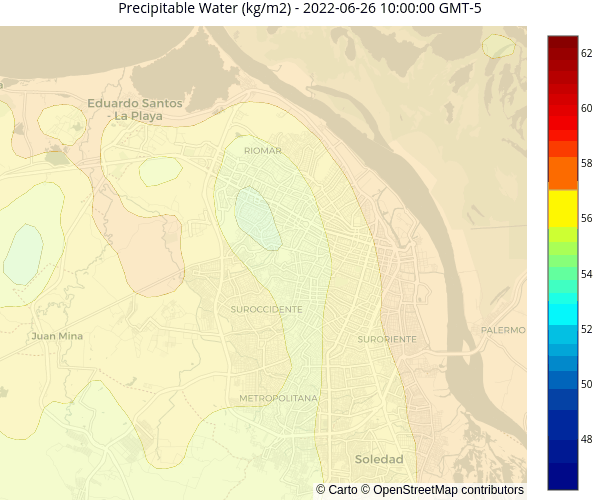 Precipitable Water (kg/m2) - 2022-06-26 10:00:00 GMT-5
62
60
58
56
54
52
50
48
Eduardo Santos
- La Playa
RIOMAR
SUROCCIDENTE
Juan Mina
SURORIENTE
PALERMO
METROPOLITANA
Soledad
© Carto © OpenStreetMap contributors